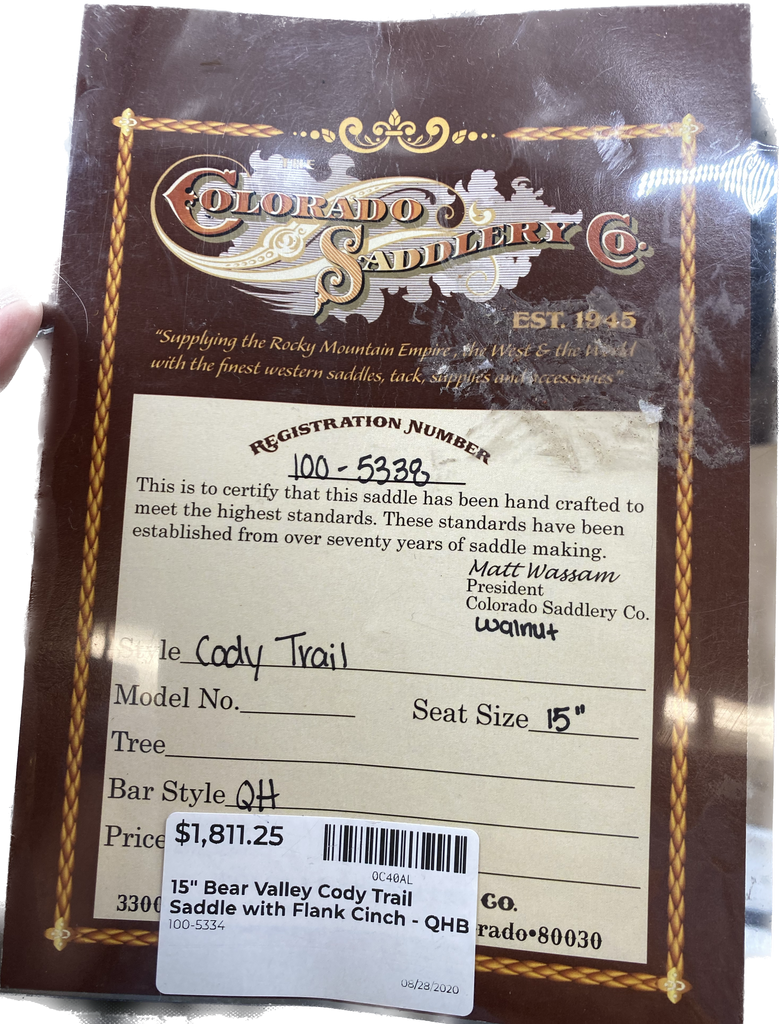 THE
COLORADO
SADDLERY CO.
EST. 1945
"Supplying the Rocky Mountain Empire, the West & the World
with the finest western saddles, tack, supplies and accessories"
REGISTRATION NUMBER
100-5338
This is to certify that this saddle has been hand crafted to
meet the highest standards. These standards have been
established from over seventy years of saddle making.
Matt Wassam
President
Colorado Saddlery Co.
walnut
Style Cody Trail
Model No.
Seat Size 15"
Tree
Bar Style QH
Price
$1,811.25
0C40AL
15" Bear Valley Cody Trail
Saddle with Flank Cinch - QHB
100-5334
08/28/2020
3300
CO.
rado•80030